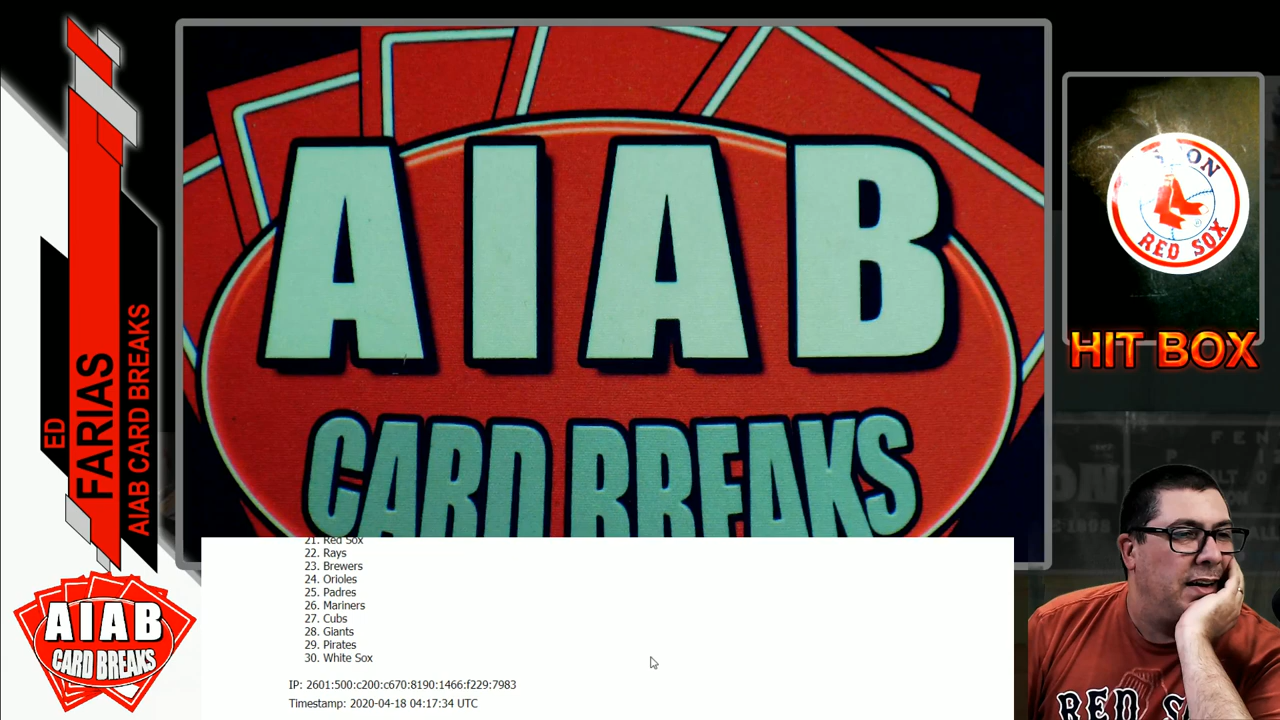 AIAB
CARD BREAKS
ED
FARIAS
AIAB CARD BREAKS
AIAB
CARD BREAKS
RED SOX
HIT BOX
RED SOX
21. Red Sox
22. Rays
23. Brewers
24. Orioles
25. Padres
26. Mariners
27. Cubs
28. Giants
29. Pirates
30. White Sox
IP: 2601:500:c200:c670:8190:1466:f229:7983
Timestamp: 2020-04-18 04:17:34 UTC